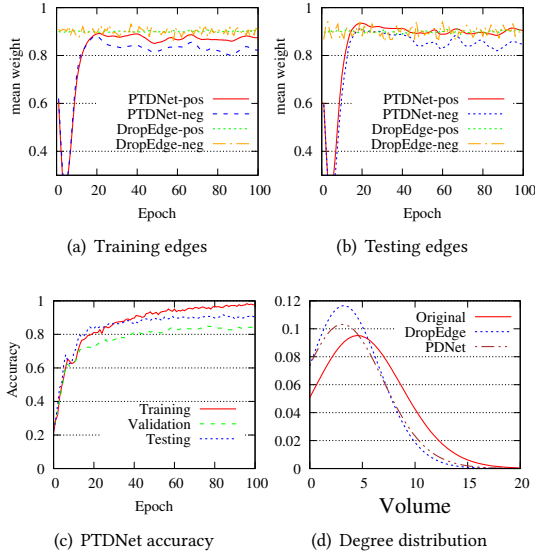 1
0.8
0.6
0.4
mean weight
PTDNet-pos
PTDNet-neg
DropEdge-pos
DropEdge-neg
0 20 40 60 80 100
Epoch
(a) Training edges
1
0.8
0.6
0.4
mean weight
PTDNet-pos
PTDNet-neg
DropEdge-pos
DropEdge-neg
0 20 40 60 80 100
Epoch
(b) Testing edges
1
0.8
0.6
0.4
0.2
0
Accuracy
Training
Validation
Testing
0 20 40 60 80 100
Epoch
(c) PTDNet accuracy
0.12
0.1
0.08
0.06
0.04
0.02
0
Original
DropEdge
PDNet
0 5 10 15 20
Volume
(d) Degree distribution